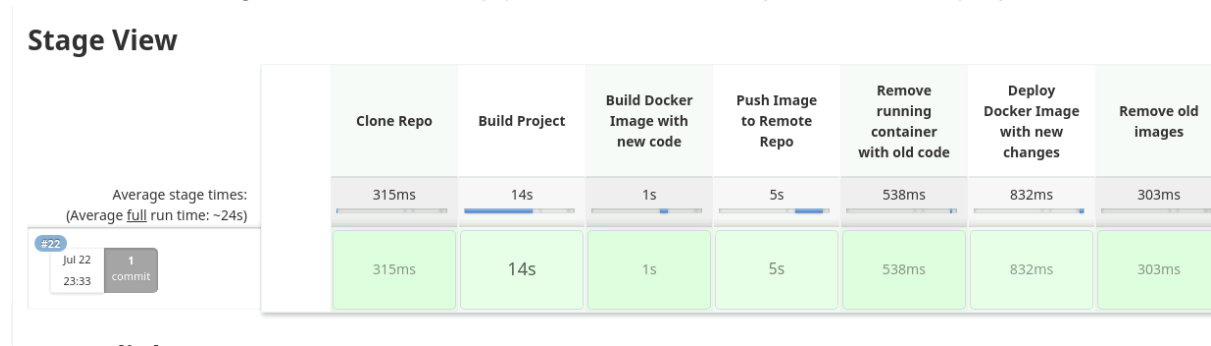 Stage View
Clone Repo
Build Project
Build Docker
Image with
new code
Push Image
to Remote
Repo
Remove
running
container
with old code
Deploy
Docker Image
with new
changes
Remove old
images
Average stage times:
(Average full run time: ~24s)
315ms
14s
1s
5s
538ms
832ms
303ms
#22
Jul 22
23:33
1
commit
315ms
14s
1s
5s
538ms
832ms
303ms